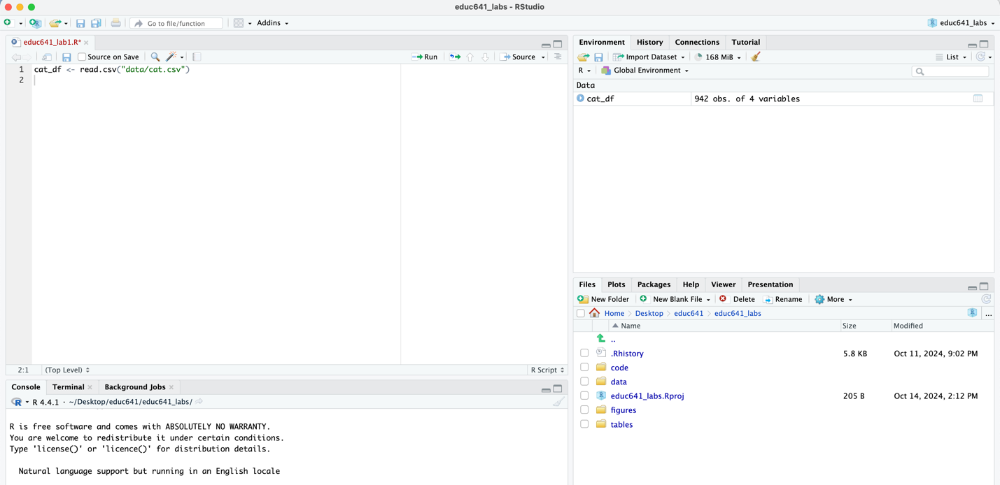 educ641_labs - RStudio
Go to file/function
Addins
educ641_labs
educ641_lab1.R*
Source on Save
Run
Source
1 cat_df <- read.csv("data/cat.csv")
2
2:1 (Top Level)
R Script
Console Terminal Background Jobs
R 4.4.1 · ~/Desktop/educ641/educ641_labs/
R is free software and comes with ABSOLUTELY NO WARRANTY.
You are welcome to redistribute it under certain conditions.
Type 'license()' or 'licence()' for distribution details.
Natural language support but running in an English locale
Environment History Connections Tutorial
Import Dataset 168 MiB List
R Global Environment
Data
cat_df 942 obs. of 4 variables
Files Plots Packages Help Viewer Presentation
New Folder New Blank File Delete Rename More
Home Desktop educ641 educ641_labs ...
Name Size Modified
..
.Rhistory 5.8 KB Oct 11, 2024, 9:02 PM
code
data
educ641_labs.Rproj 205 B Oct 14, 2024, 2:12 PM
figures
tables